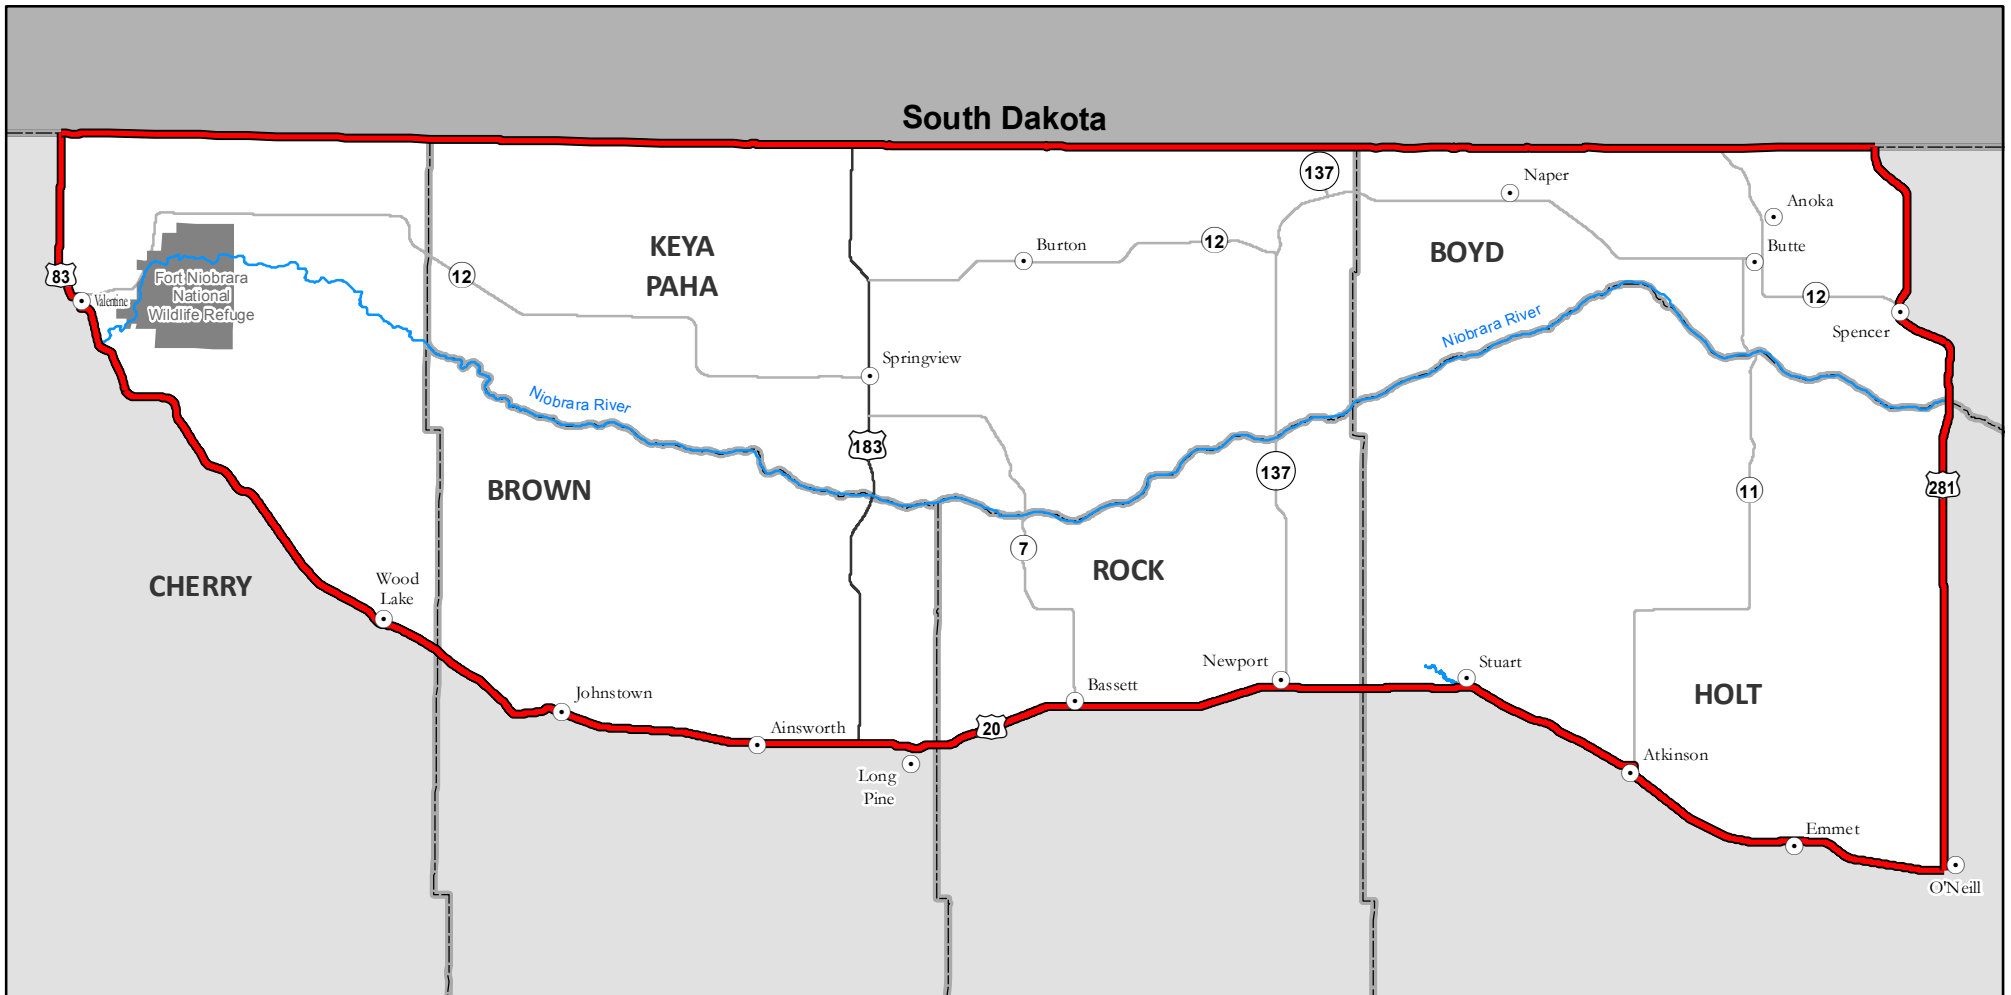 South Dakota
137
Naper
Anoka
KEYA
PAHA
Burton
12
BOYD
Butte
83
Valentine
Fort Niobrara
National
Wildlife Refuge
12
12
Spencer
Niobrara River
Springview
Niobrara River
183
137
BROWN
11
281
7
CHERRY
Wood
Lake
ROCK
Newport
Stuart
Johnstown
Bassett
HOLT
Ainsworth
20
Long
Pine
Atkinson
Emmet
O'Neill